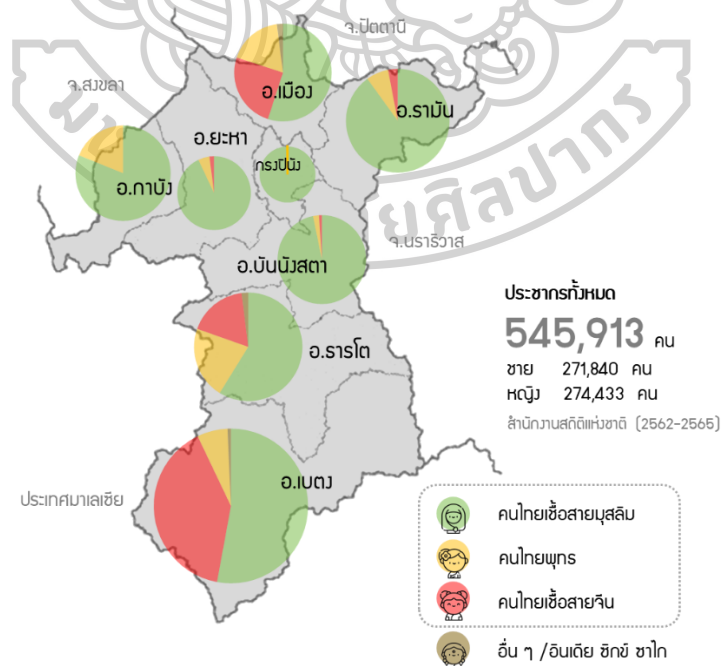 จ.ปัตตานี
จ.สงขลา
อ.เมือง
อ.รามัน
อ.ยะหา
กรงปินัง
อ.กาบัง
จ.นราธิวาส
อ.บันนังสตา
ประชากรทั้งหมด
545,913 คน
ชาย 271,840 คน
หญิง 274,433 คน
สำนักงานสถิติแห่งชาติ (2562-2565)
อ.ธารโต
อ.เบตง
ประเทศมาเลเซีย
คนไทยเชื้อสายมุสลิม
คนไทยพุทธ
คนไทยเชื้อสายจีน
อื่น ๆ /อินเดีย ซิกข์ ซาไก